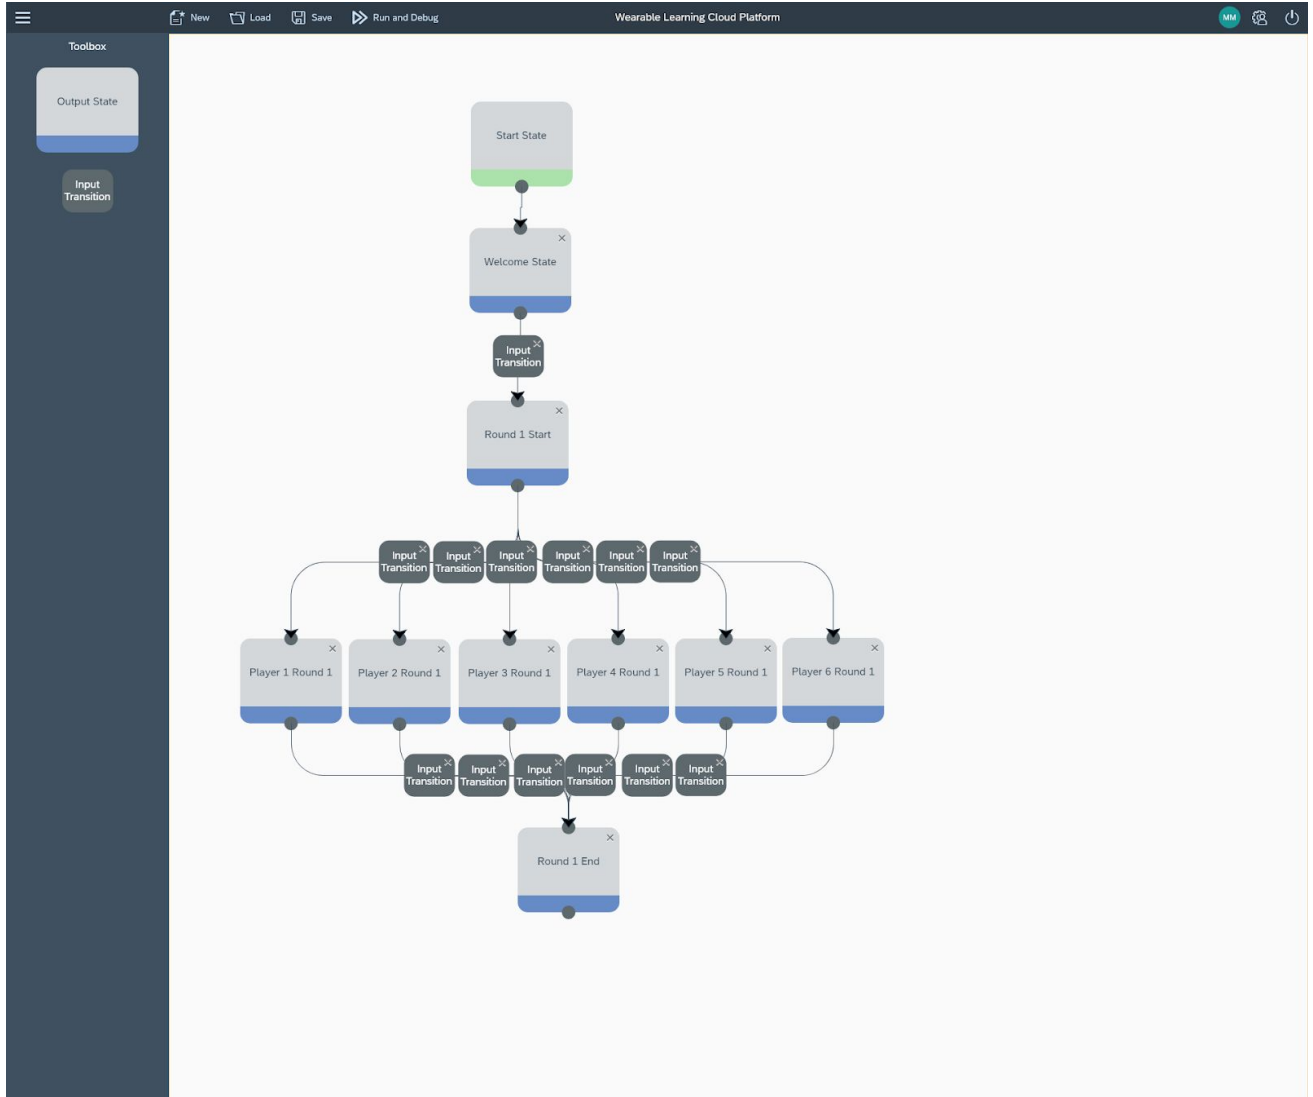 New Load Save Run and Debug Wearable Learning Cloud Platform MM
Toolbox
Output State
Input
Transition
Start State
Welcome State
Input
Transition
Round 1 Start
Input
Transition
Input
Transition
Input
Transition
Input
Transition
Input
Transition
Input
Transition
Player 1 Round 1
Player 2 Round 1
Player 3 Round 1
Player 4 Round 1
Player 5 Round 1
Player 6 Round 1
Input
Transition
Input
Transition
Input
Transition
Input
Transition
Input
Transition
Input
Transition
Round 1 End